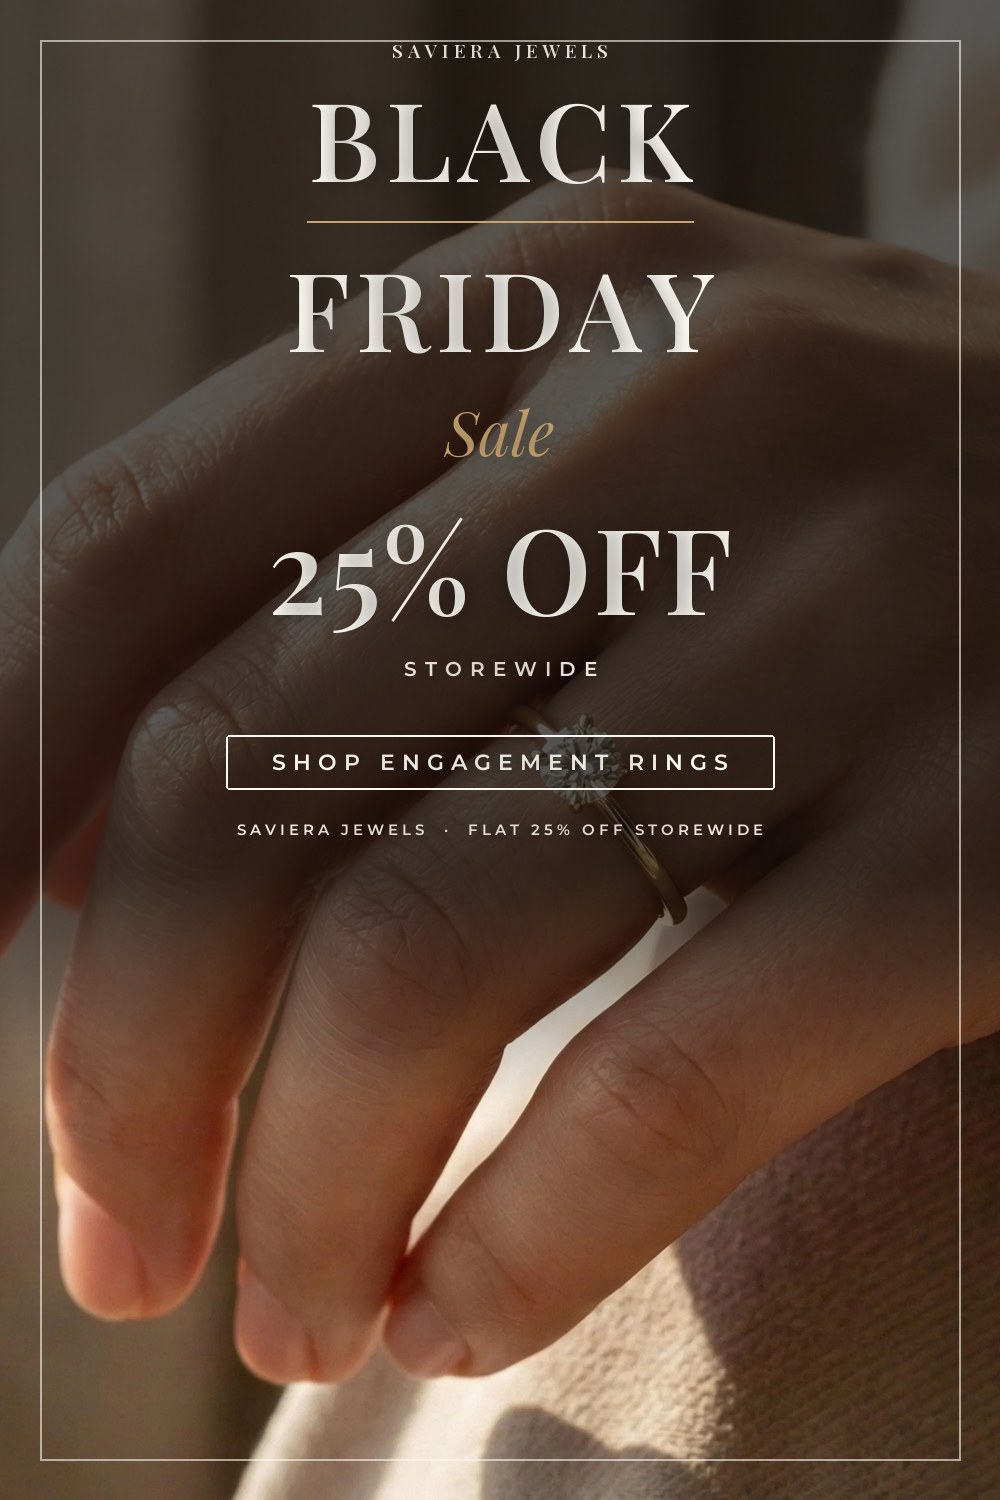 SAVIERA JEWELS
BLACK
FRIDAY
Sale
25% OFF
STOREWIDE
SHOP ENGAGEMENT RINGS
SAVIERA JEWELS · FLAT 25% OFF STOREWIDE